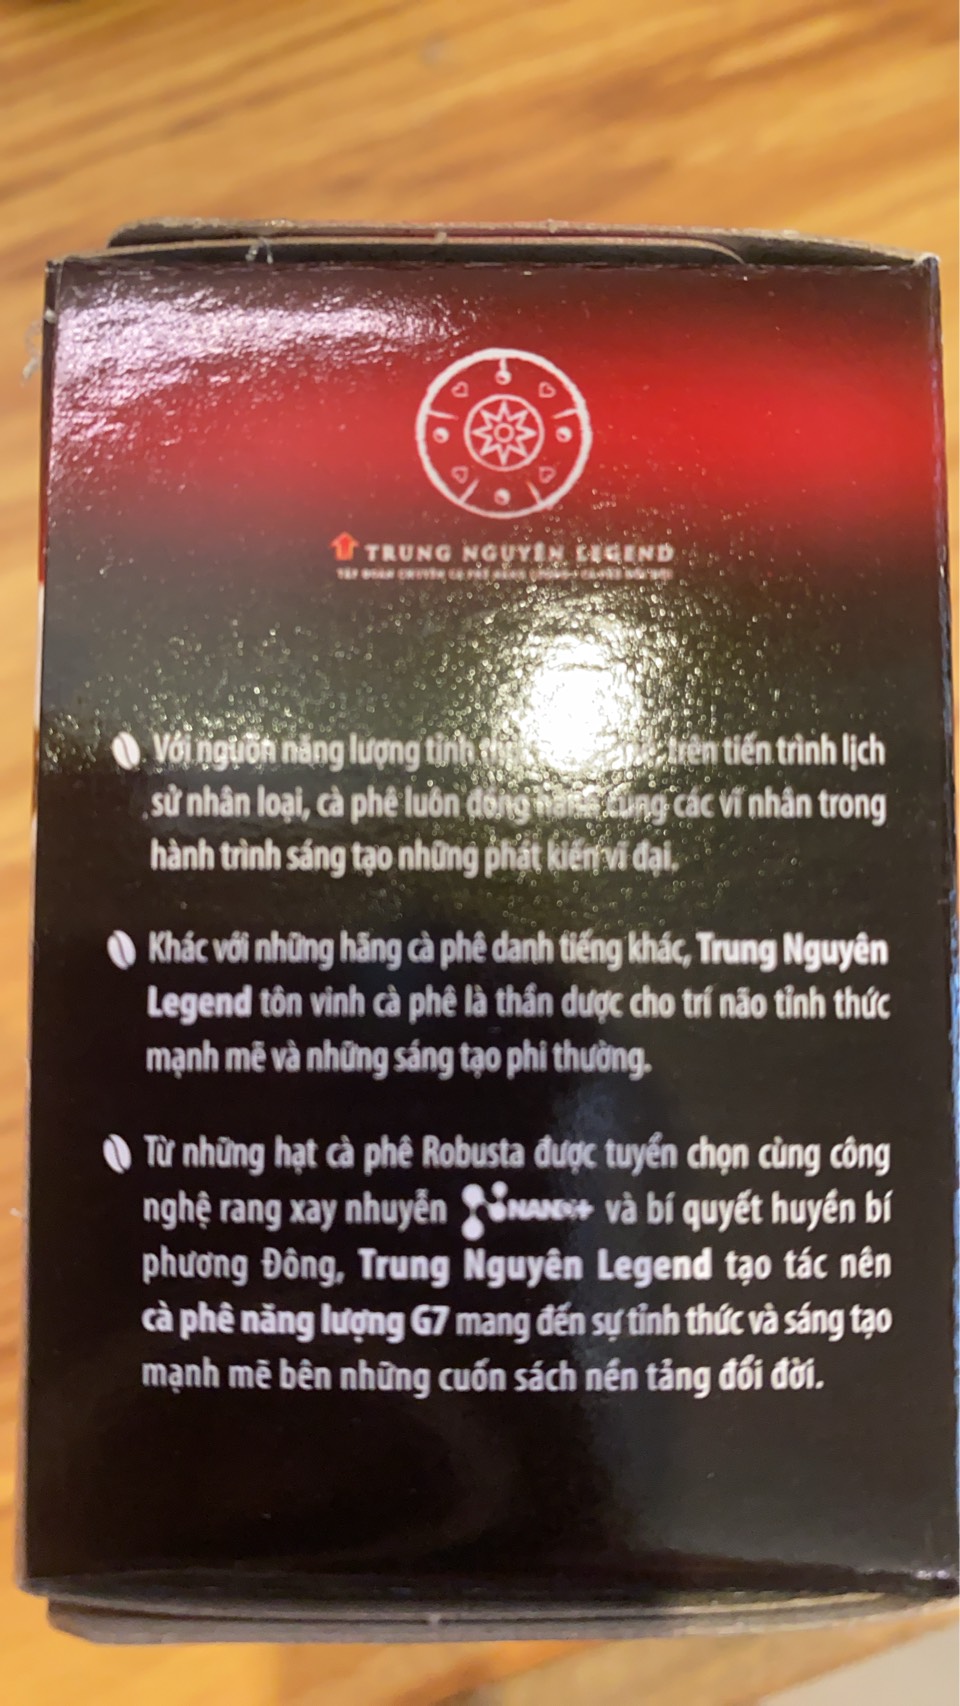 TRUNG NGUYÊN LEGEND
Với nguồn năng lượng tỉnh trên tiến trình lịch
sử nhân loại, cà phê luôn đồng hành cùng các vĩ nhân trong
hành trình sáng tạo những phát kiến vĩ đại.
Khác với những hãng cà phê danh tiếng khác, Trung Nguyên
Legend tôn vinh cà phê là thần dược cho trí não tỉnh thức
mạnh mẽ và những sáng tạo phi thường.
Từ những hạt cà phê Robusta được tuyển chọn cùng công
nghệ rang xay nhuyễn NANO+ và bí quyết huyền bí
phương Đông, Trung Nguyên Legend tạo tác nên
cà phê năng lượng G7 mang đến sự tỉnh thức và sáng tạo
mạnh mẽ bên những cuốn sách nền tảng đổi đời.